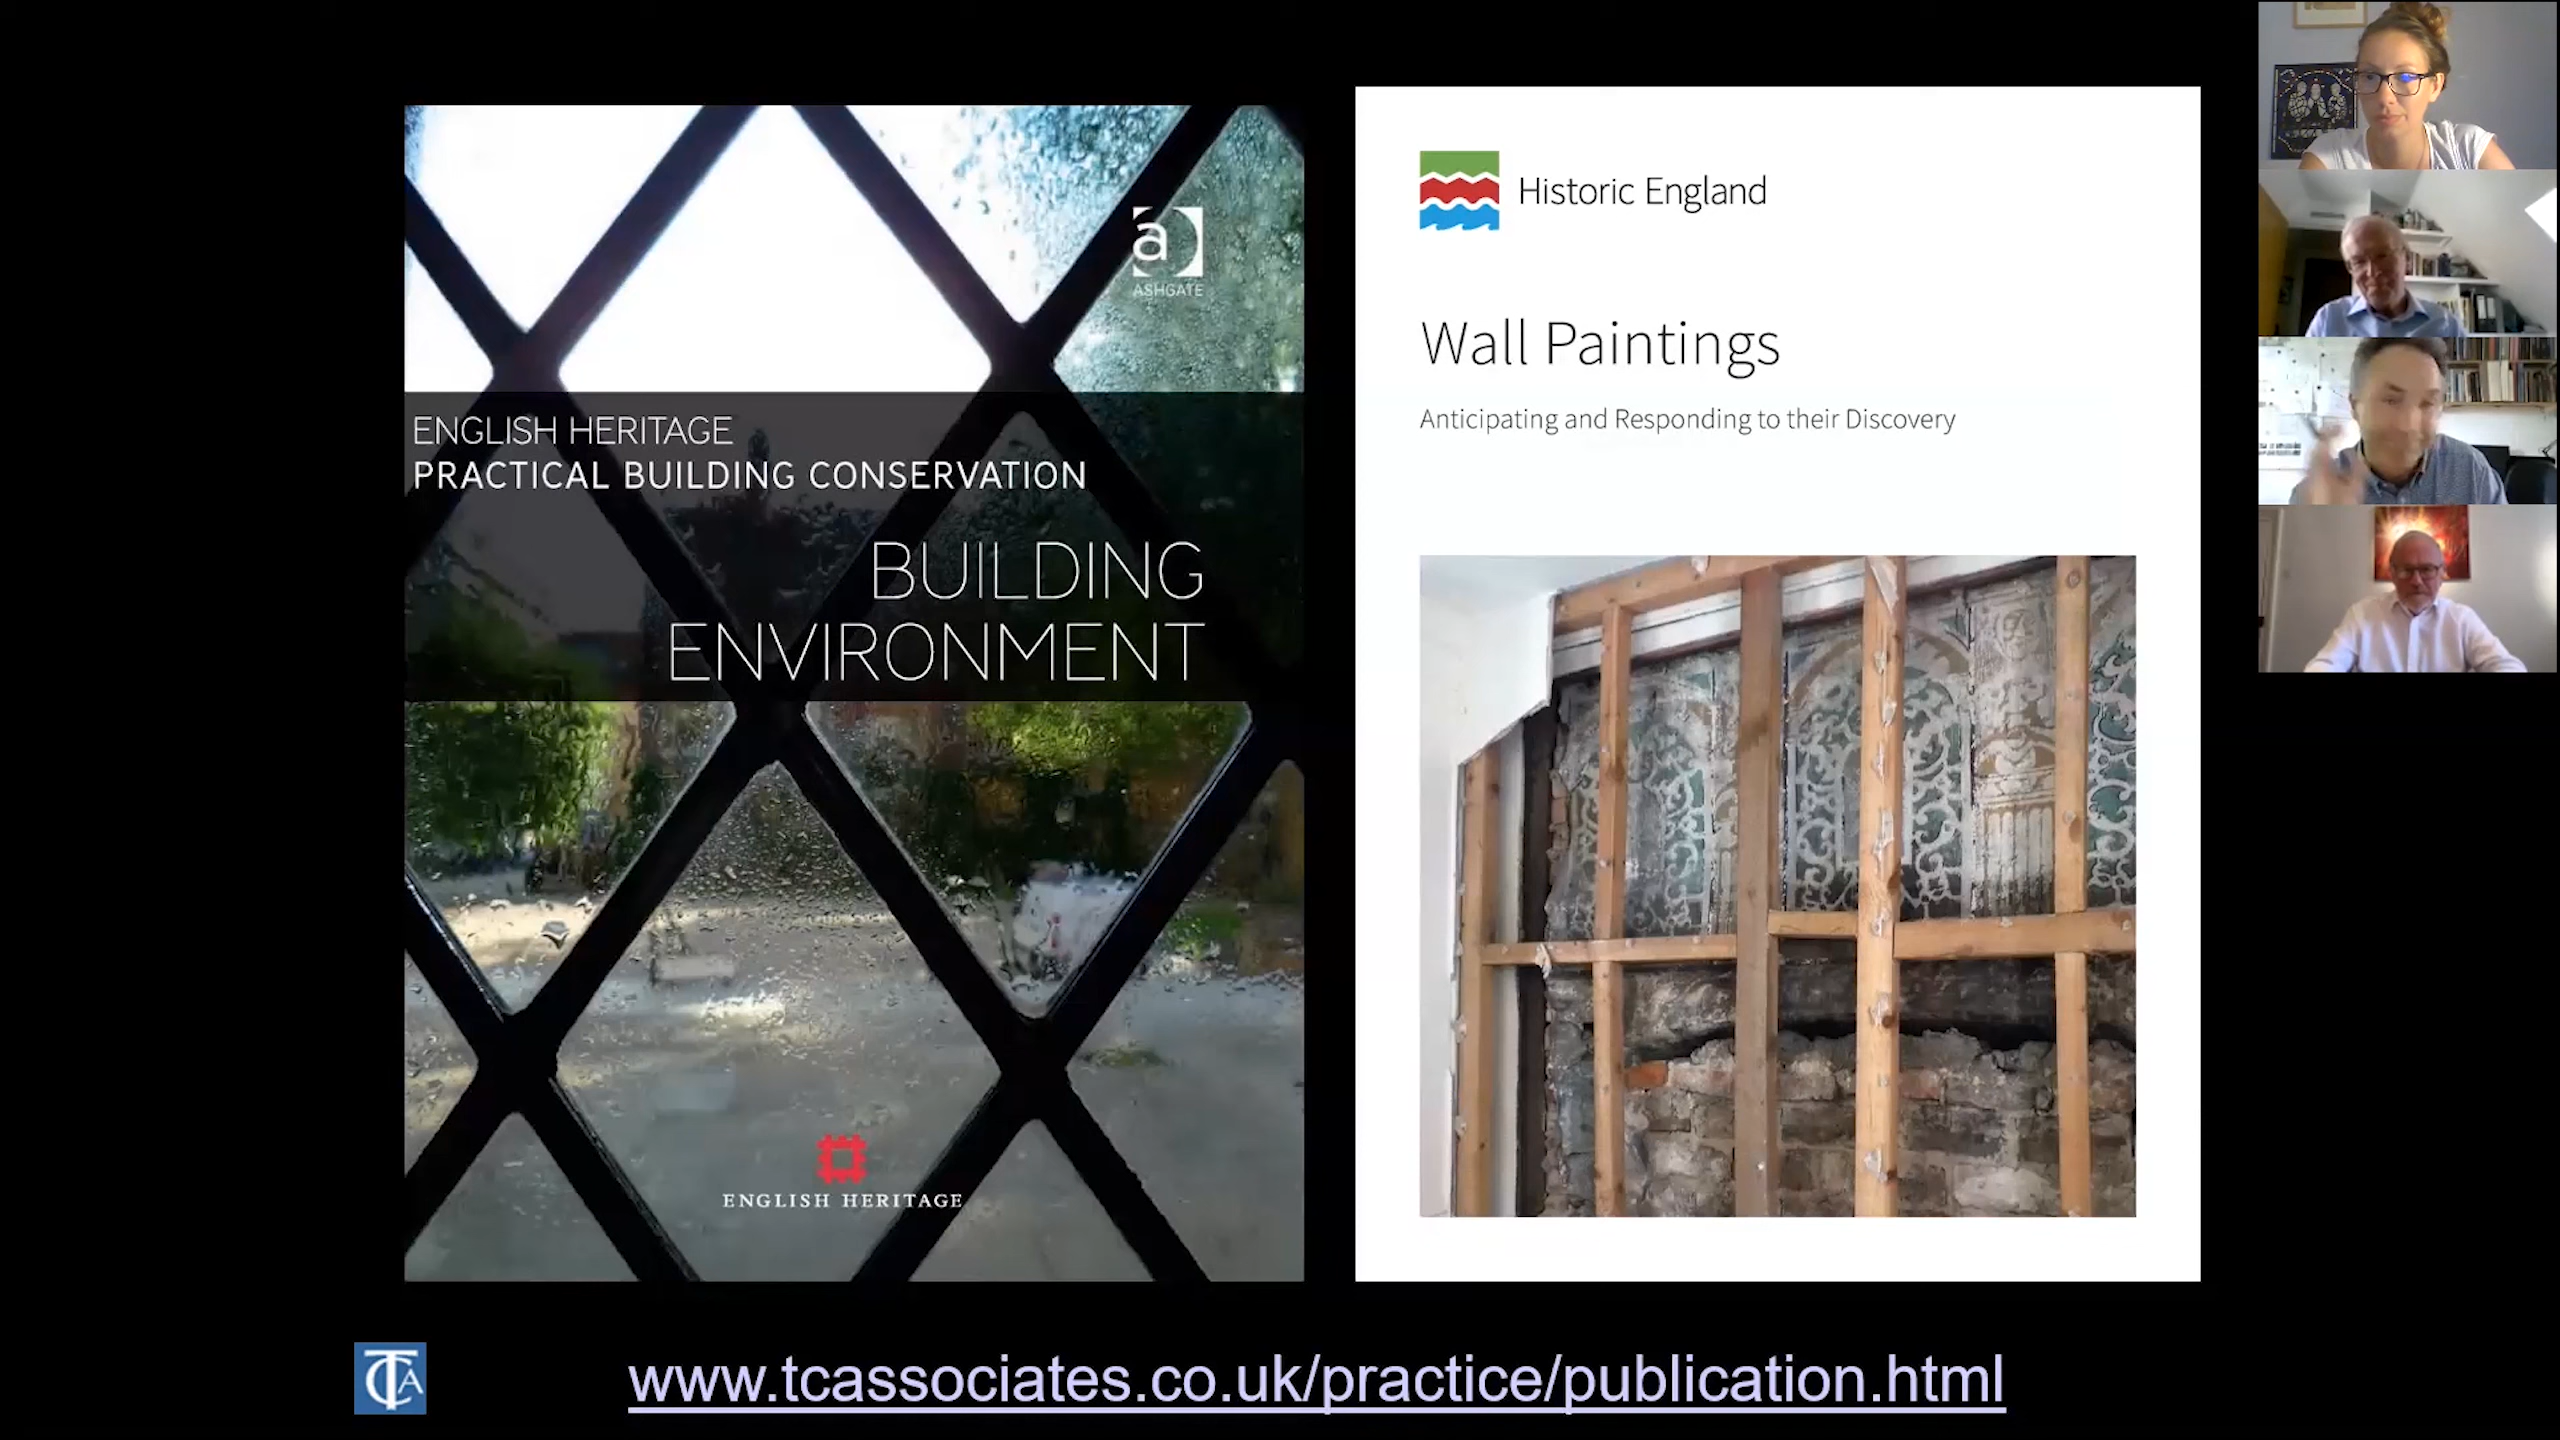 a
ASHGATE
ENGLISH HERITAGE
PRACTICAL BUILDING CONSERVATION
BUILDING
ENVIRONMENT
ENGLISH HERITAGE
Historic England
Wall Paintings
Anticipating and Responding to their Discovery
TCA
www.tcassociates.co.uk/practice/publication.html